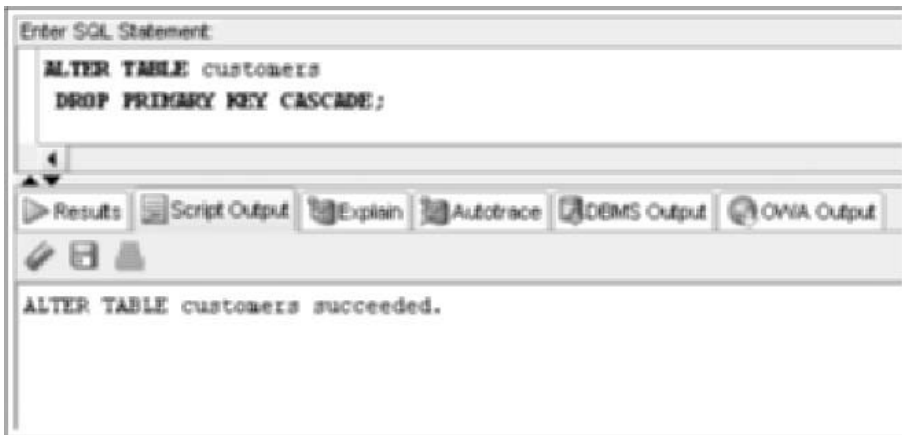 Enter SQL Statement:
ALTER TABLE customers
DROP PRIMARY KEY CASCADE;
Results Script Output Explain Autotrace DBMS Output OWA Output
ALTER TABLE customers succeeded.